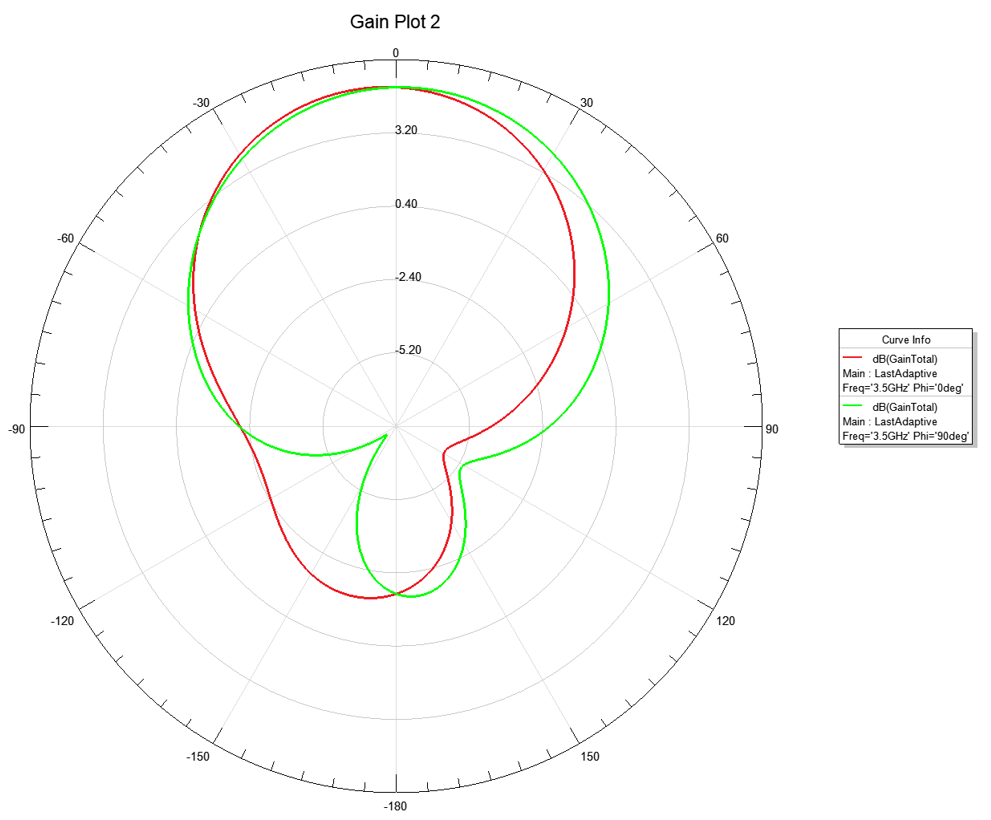 Gain Plot 2
0
-30
30
3.20
0.40
-60
60
-2.40
-5.20
Curve Info
dB(GainTotal)
Main : LastAdaptive
Freq='3.5GHz' Phi='0deg'
dB(GainTotal)
Main : LastAdaptive
Freq='3.5GHz' Phi='90deg'
-90
90
-120
120
-150
150
-180